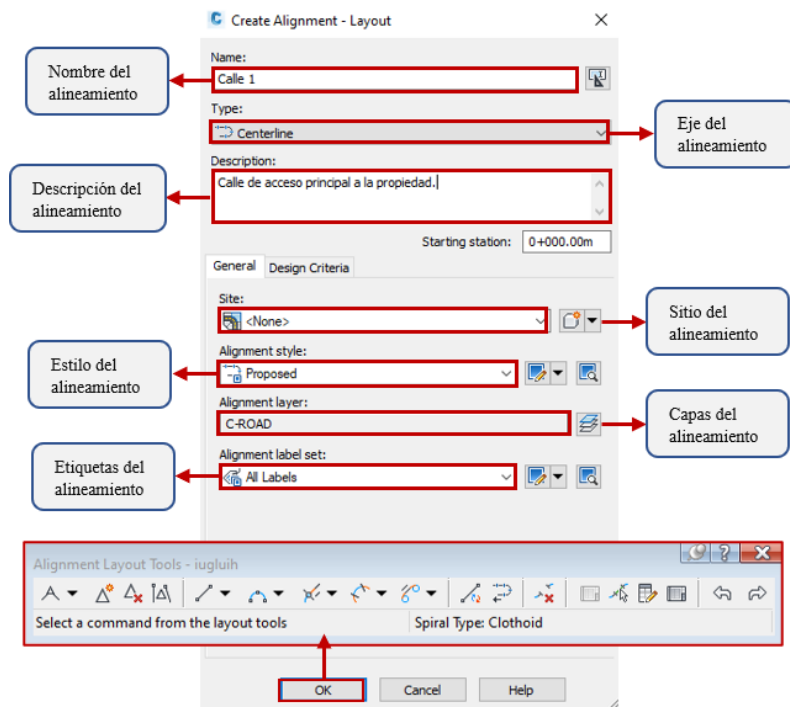 Create Alignment - Layout
Name:
Nombre del
alineamiento
Calle 1
Type:
Centerline
Eje del
alineamiento
Description:
Descripción del
alineamiento
Calle de acceso principal a la propiedad.
Starting station: 0+000.00m
General Design Criteria
Site:
<None>
Sitio del
alineamiento
Estilo del
alineamiento
Alignment style:
Proposed
Alignment layer:
C-ROAD
Capas del
alineamiento
Etiquetas del
alineamiento
Alignment label set:
All Labels
Alignment Layout Tools - iugluih
Select a command from the layout tools Spiral Type: Clothoid
OK Cancel Help